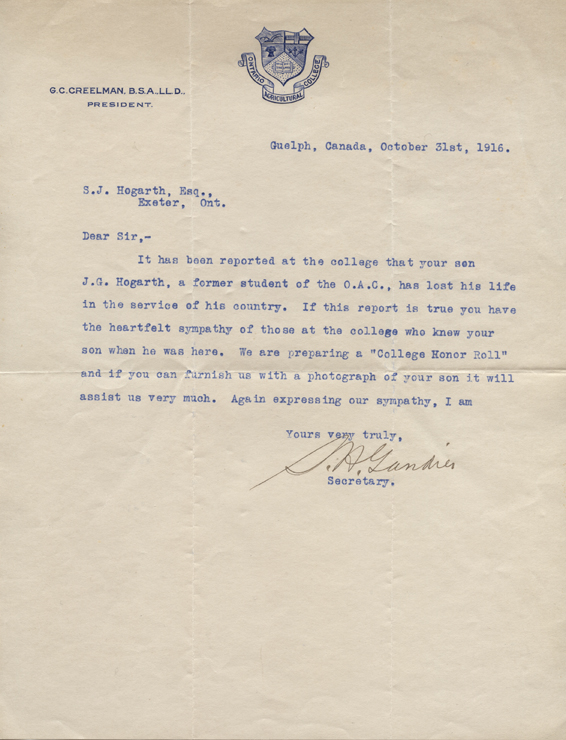 ONTARIO AGRICULTURAL COLLEGE
G.C.CREELMAN, B.S.A., LL.D.,
PRESIDENT.
Guelph, Canada, October 31st, 1916.
S.J. Hogarth, Esq.,
Exeter, Ont.
Dear Sir,-
It has been reported at the college that your son
J.G. Hogarth, a former student of the O.A.C., has lost his life
in the service of his country. If this report is true you have
the heartfelt sympathy of those at the college who knew your
son when he was here. We are preparing a "College Honor Roll"
and if you can furnish us with a photograph of your son it will
assist us very much. Again expressing our sympathy, I am
Yours very truly,
S.H. Gandier
Secretary.